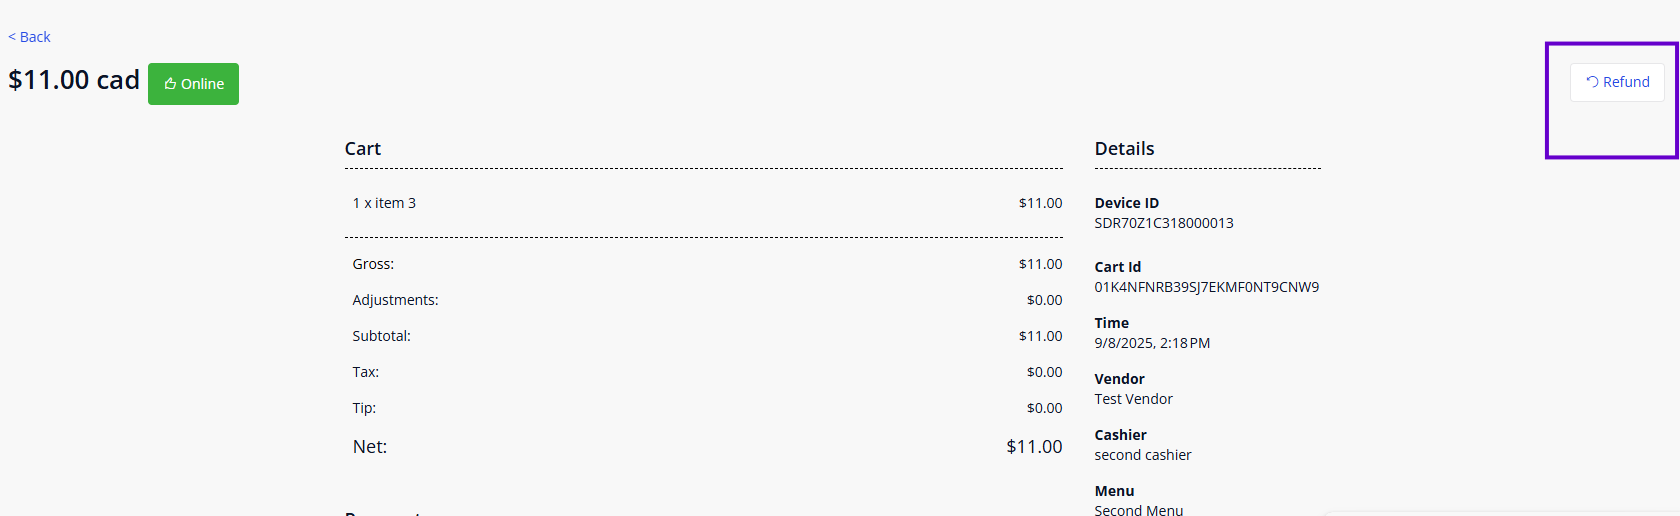 < Back
$11.00 cad
Online
Refund
Cart
1 x item 3 $11.00
Gross: $11.00
Adjustments: $0.00
Subtotal: $11.00
Tax: $0.00
Tip: $0.00
Net: $11.00
Details
Device ID
SDR70Z1C318000013
Cart Id
01K4NFNRB39SJ7EKMF0NT9CNW9
Time
9/8/2025, 2:18 PM
Vendor
Test Vendor
Cashier
second cashier
Menu
Second Menu